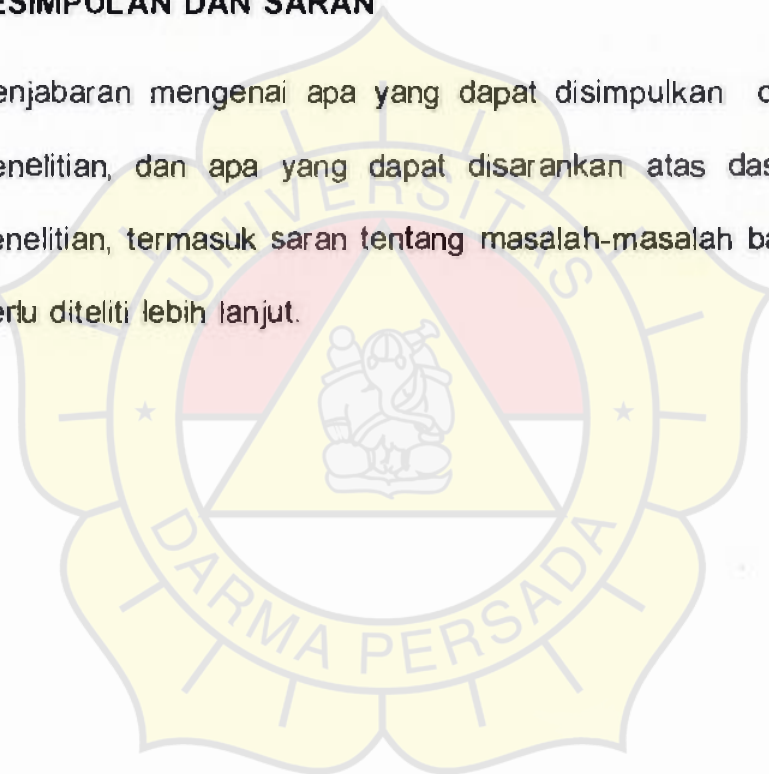 ESIMPULAN DAN SARAN
enjabaran mengenai apa yang dapat disimpulkan
enelitian, dan apa yang dapat disarankan atas das
enelitian, termasuk saran tentang masalah-masalah ba
erlu diteliti lebih lanjut.
UNIVERSITAS
DARMA PERSADA